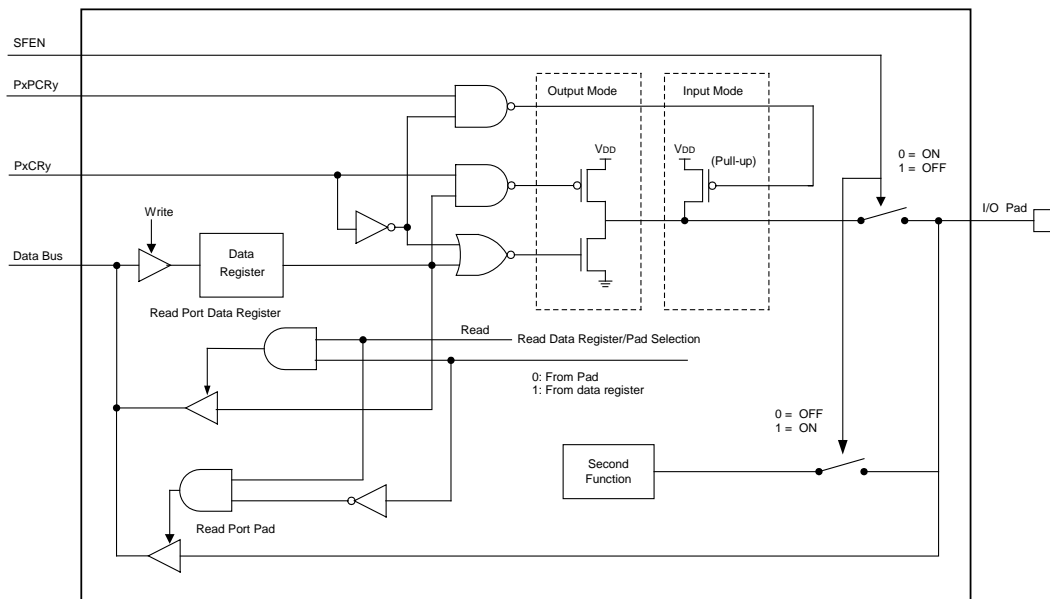 SFEN
PxPCRy
Output Mode
Input Mode
VDD
VDD
(Pull-up)
0 = ON
1 = OFF
PxCRy
I/O Pad
Write
Data Bus
Data
Register
Read Port Data Register
Read
Read Data Register/Pad Selection
0: From Pad
1: From data register
0 = OFF
1 = ON
Second
Function
Read Port Pad